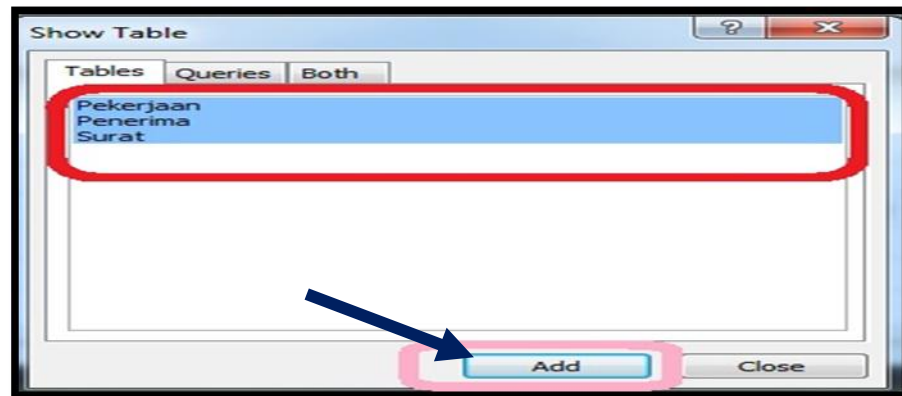 Show Table
?
Tables Queries Both
Pekerjaan
Penerima
Surat
Add Close